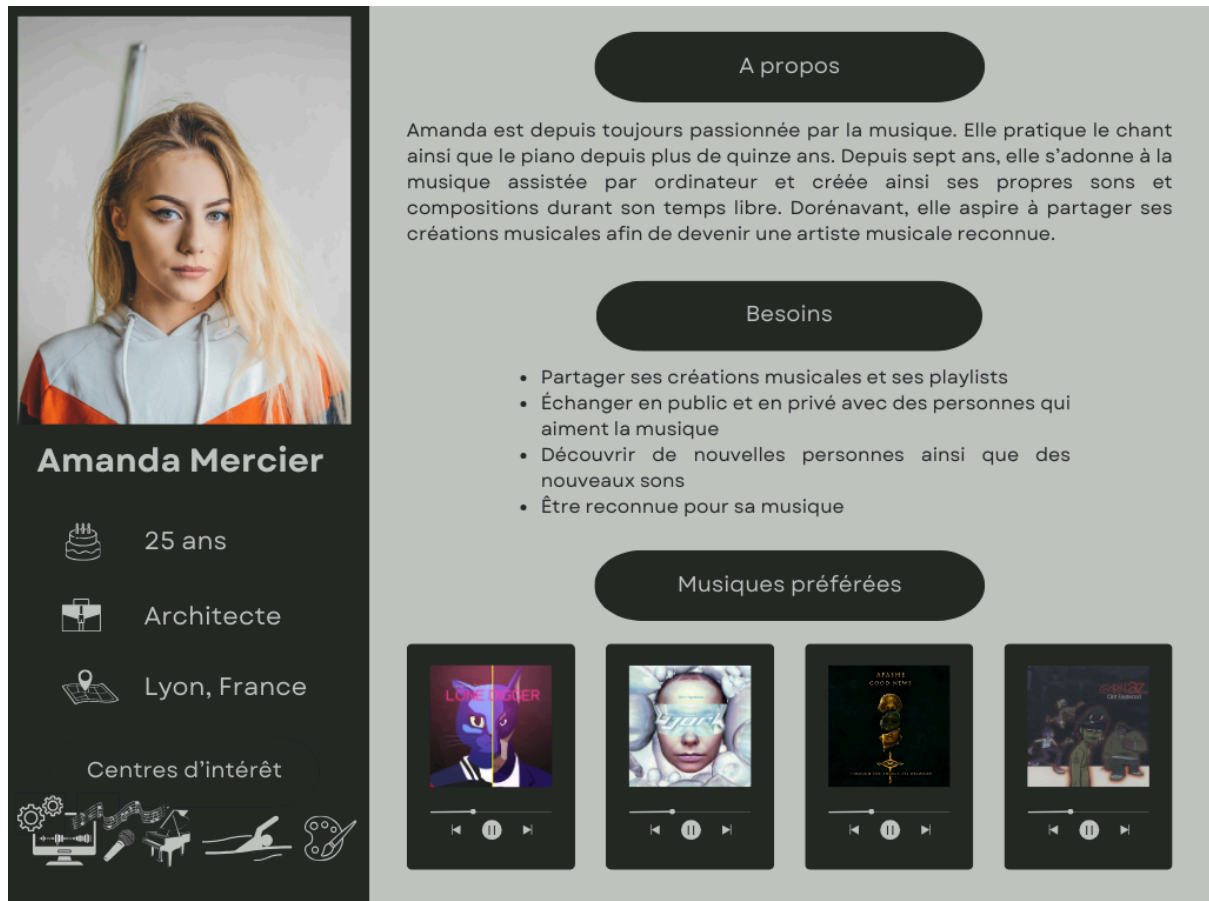 Amanda Mercier
25 ans
Architecte
Lyon, France
Centres d'intérêt
A propos
Amanda est depuis toujours passionnée par la musique. Elle pratique le chant
ainsi que le piano depuis plus de quinze ans. Depuis sept ans, elle s'adonne à la
musique assistée par ordinateur et créée ainsi ses propres sons et
compositions durant son temps libre. Dorénavant, elle aspire à partager ses
créations musicales afin de devenir une artiste musicale reconnue.
Besoins
• Partager ses créations musicales et ses playlists
• Échanger en public et en privé avec des personnes qui
aiment la musique
• Découvrir de nouvelles personnes ainsi que des
nouveaux sons
• Être reconnue pour sa musique
Musiques préférées
LONE DIGGER
björk
APASHE
GOOD NEWS
GORILLAZ
Clint Eastwood